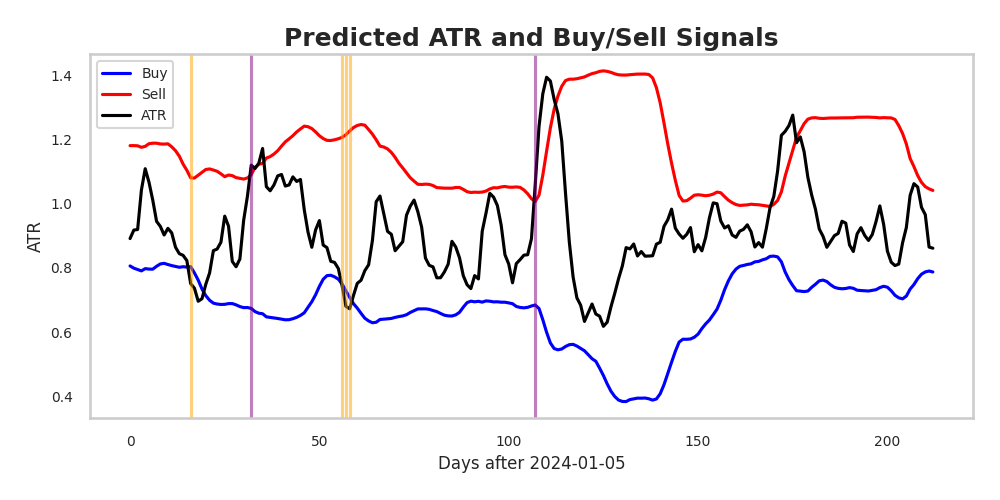 Predicted ATR and Buy/Sell Signals
Buy
Sell
ATR
1.4
1.2
1.0
0.8
0.6
0.4
ATR
0 50 100 150 200
Days after 2024-01-05